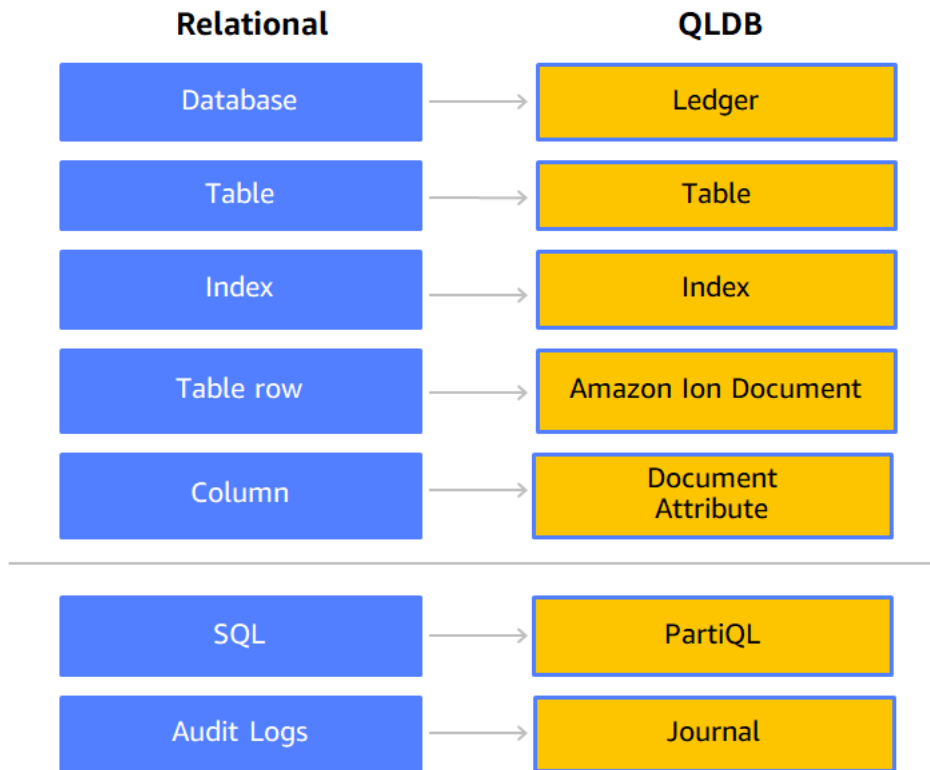 Relational QLDB
Database Ledger
Table Table
Index Index
Table row Amazon Ion Document
Column Document
Attribute
SQL PartiQL
Audit Logs Journal